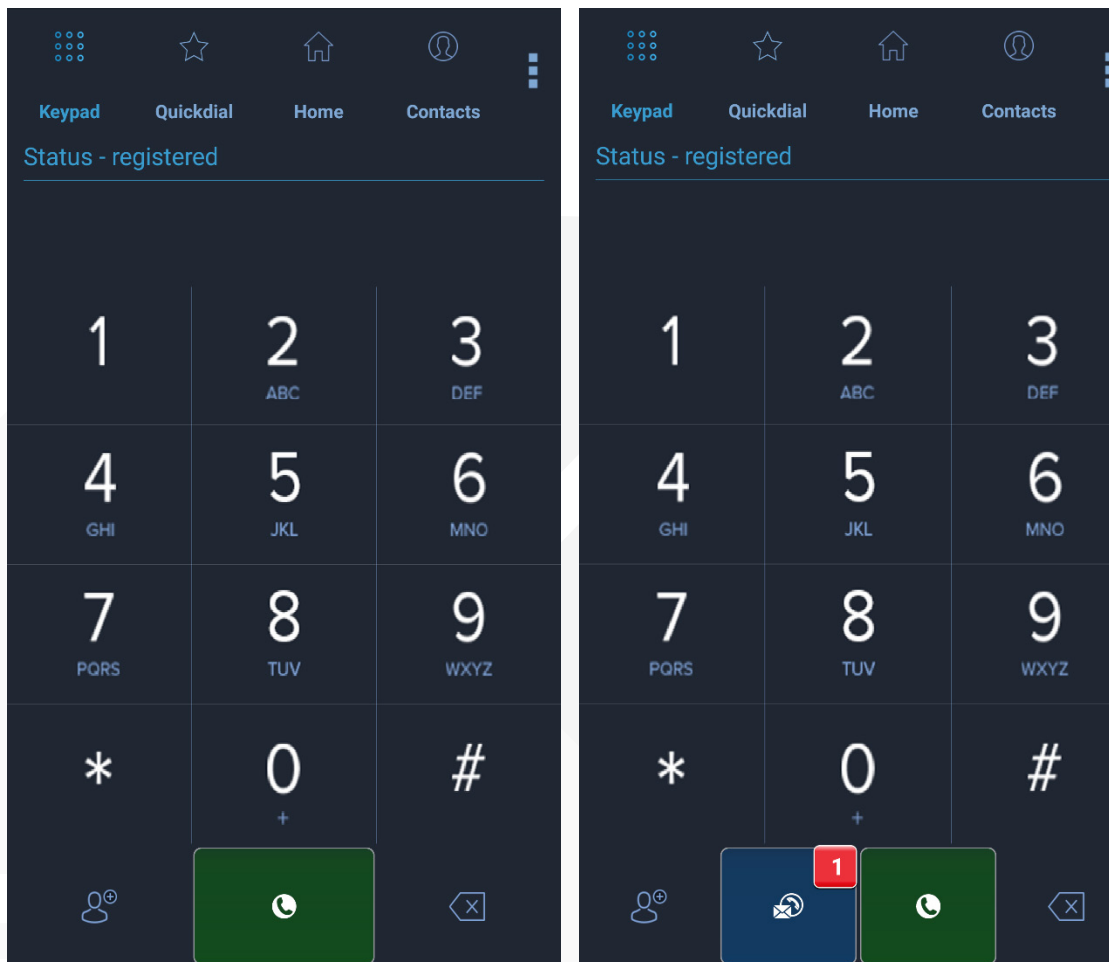 Keypad Quickdial Home Contacts
Status - registered
1 2 3
ABC DEF
4 5 6
GHI JKL MNO
7 8 9
PQRS TUV WXYZ
* 0 #
+
Keypad Quickdial Home Contacts
Status - registered
1 2 3
ABC DEF
4 5 6
GHI JKL MNO
7 8 9
PQRS TUV WXYZ
* 0 #
+
1